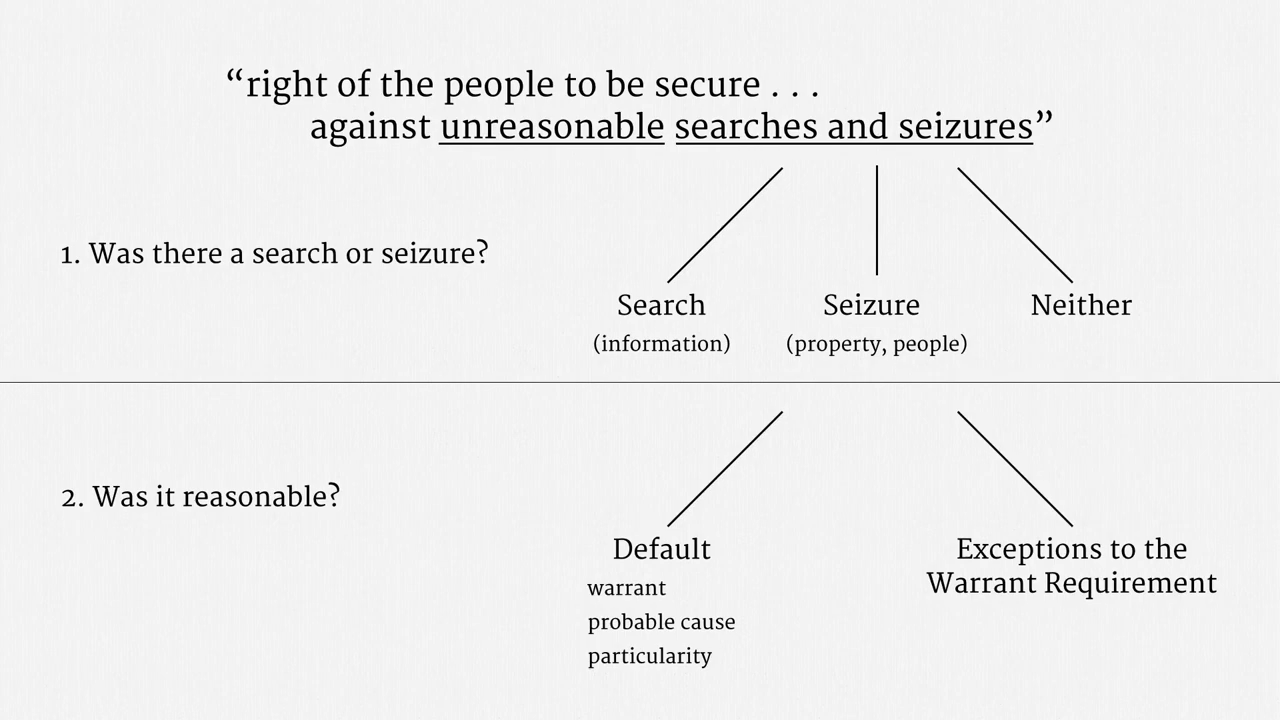 “right of the people to be secure . . .
against unreasonable searches and seizures”
1. Was there a search or seizure?
Search
(information)
Seizure
(property, people)
Neither
2. Was it reasonable?
Default
warrant
probable cause
particularity
Exceptions to the
Warrant Requirement